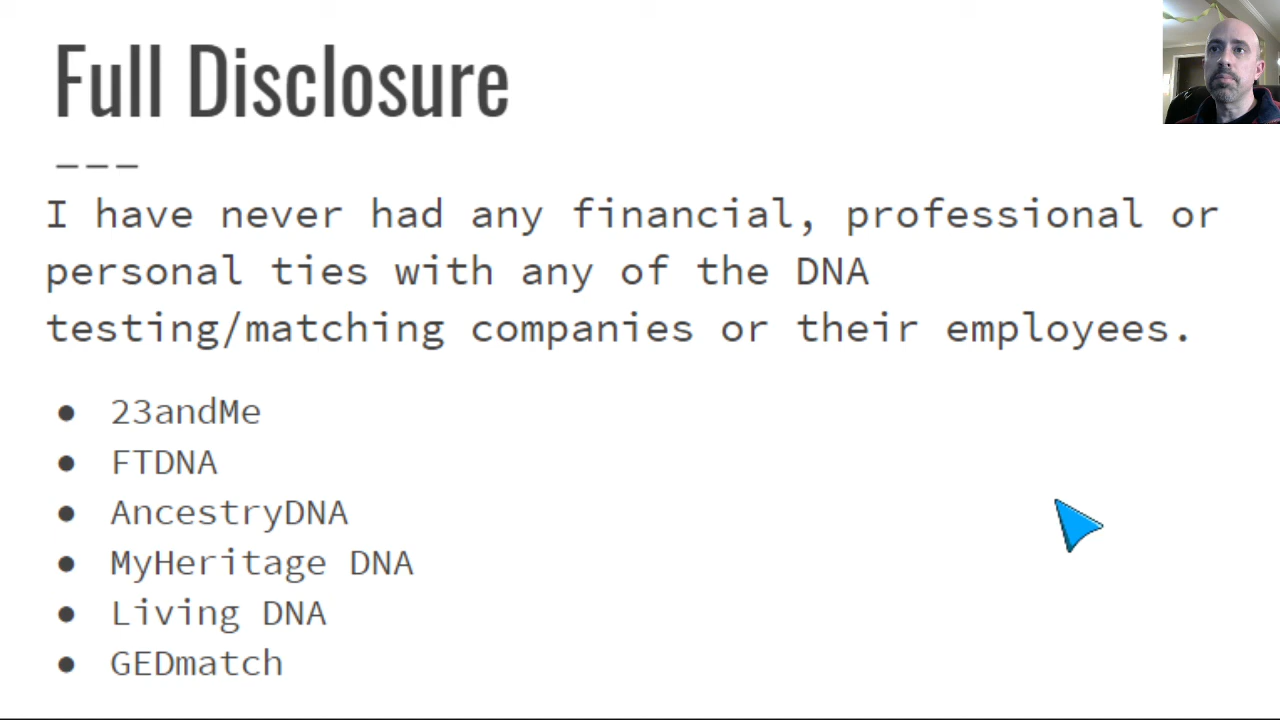 Full Disclosure
I have never had any financial, professional or
personal ties with any of the DNA
testing/matching companies or their employees.
● 23andMe
● FTDNA
● AncestryDNA
● MyHeritage DNA
● Living DNA
● GEDmatch